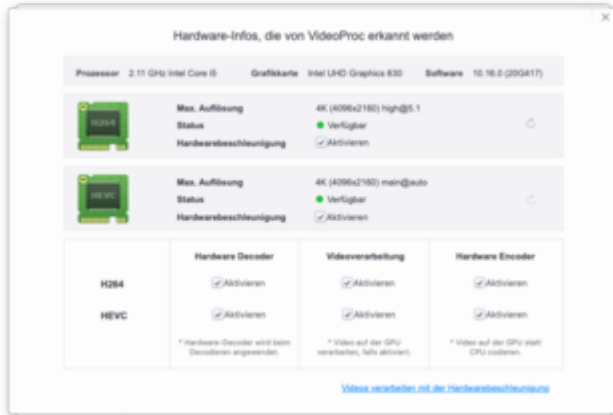 Hardware-Infos, die von VideoProc erkannt werden
Prozessor 2.11 GHz Intel Core i5 Grafikkarte Intel UHD Graphics 630 Software 10.16.0 (20G417)
H264
Max. Auflösung 4K (4096x2160) high@5.1
Status Verfügbar
Hardwarebeschleunigung Aktivieren
HEVC
Max. Auflösung 4K (4096x2160) main@auto
Status Verfügbar
Hardwarebeschleunigung Aktivieren
Hardware Decoder Videoverarbeitung Hardware Encoder
H264 Aktivieren Aktivieren Aktivieren
HEVC Aktivieren Aktivieren Aktivieren
* Hardware-Decoder wird beim * Video auf der GPU * Video auf der GPU statt
Decodieren angewendet. verarbeiten, falls aktiviert. CPU codieren.
Videos verarbeiten mit der Hardwarebeschleunigung